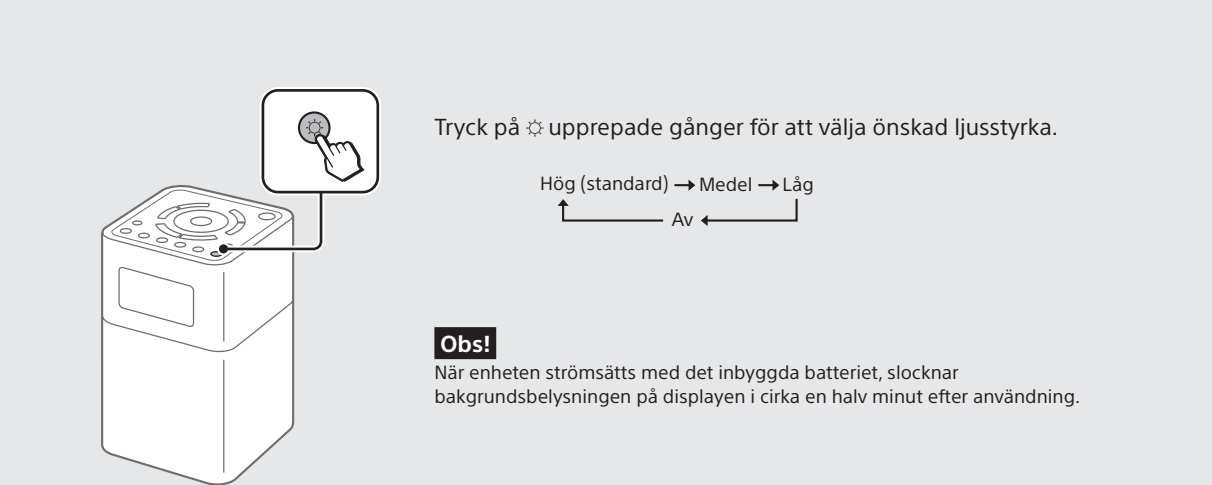 Tryck på ☼ upprepade gånger för att välja önskad ljusstyrka.
Hög (standard) → Medel → Låg
Av
Obs!
När enheten strömsätts med det inbyggda batteriet, slocknar
bakgrundsbelysningen på displayen i cirka en halv minut efter användning.